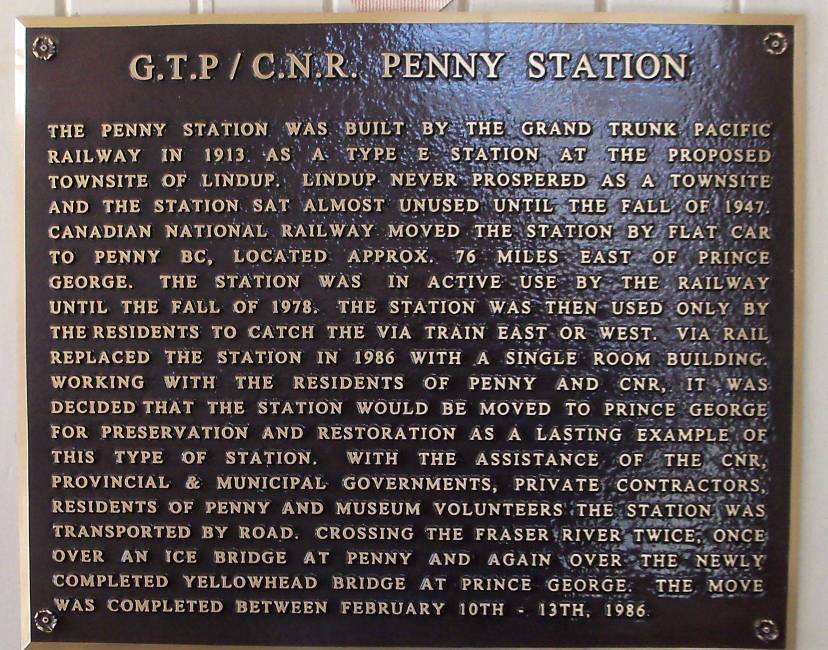 G.T.P / C.N.R. PENNY STATION
THE PENNY STATION WAS BUILT BY THE GRAND TRUNK PACIFIC
RAILWAY IN 1913 AS A TYPE E STATION AT THE PROPOSED
TOWNSITE OF LINDUP. LINDUP NEVER PROSPERED AS A TOWNSITE
AND THE STATION SAT ALMOST UNUSED UNTIL THE FALL OF 1947.
CANADIAN NATIONAL RAILWAY MOVED THE STATION BY FLAT CAR
TO PENNY BC, LOCATED APPROX. 76 MILES EAST OF PRINCE
GEORGE. THE STATION WAS IN ACTIVE USE BY THE RAILWAY
UNTIL THE FALL OF 1978. THE STATION WAS THEN USED ONLY BY
THE RESIDENTS TO CATCH THE VIA TRAIN EAST OR WEST. VIA RAIL
REPLACED THE STATION IN 1986 WITH A SINGLE ROOM BUILDING.
WORKING WITH THE RESIDENTS OF PENNY AND CNR, IT WAS
DECIDED THAT THE STATION WOULD BE MOVED TO PRINCE GEORGE
FOR PRESERVATION AND RESTORATION AS A LASTING EXAMPLE OF
THIS TYPE OF STATION. WITH THE ASSISTANCE OF THE CNR,
PROVINCIAL & MUNICIPAL GOVERNMENTS, PRIVATE CONTRACTORS,
RESIDENTS OF PENNY AND MUSEUM VOLUNTEERS THE STATION WAS
TRANSPORTED BY ROAD. CROSSING THE FRASER RIVER TWICE, ONCE
OVER AN ICE BRIDGE AT PENNY AND AGAIN OVER THE NEWLY
COMPLETED YELLOWHEAD BRIDGE AT PRINCE GEORGE. THE MOVE
WAS COMPLETED BETWEEN FEBRUARY 10TH - 13TH, 1986.